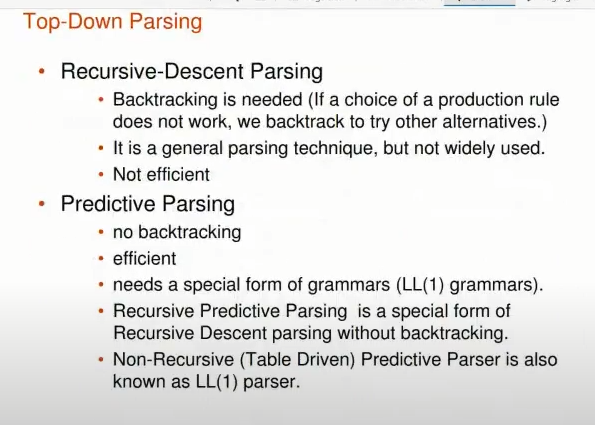 Top-Down Parsing
• Recursive-Descent Parsing
• Backtracking is needed (If a choice of a production rule
does not work, we backtrack to try other alternatives.)
• It is a general parsing technique, but not widely used.
• Not efficient
• Predictive Parsing
• no backtracking
• efficient
• needs a special form of grammars (LL(1) grammars).
• Recursive Predictive Parsing is a special form of
Recursive Descent parsing without backtracking.
• Non-Recursive (Table Driven) Predictive Parser is also
known as LL(1) parser.